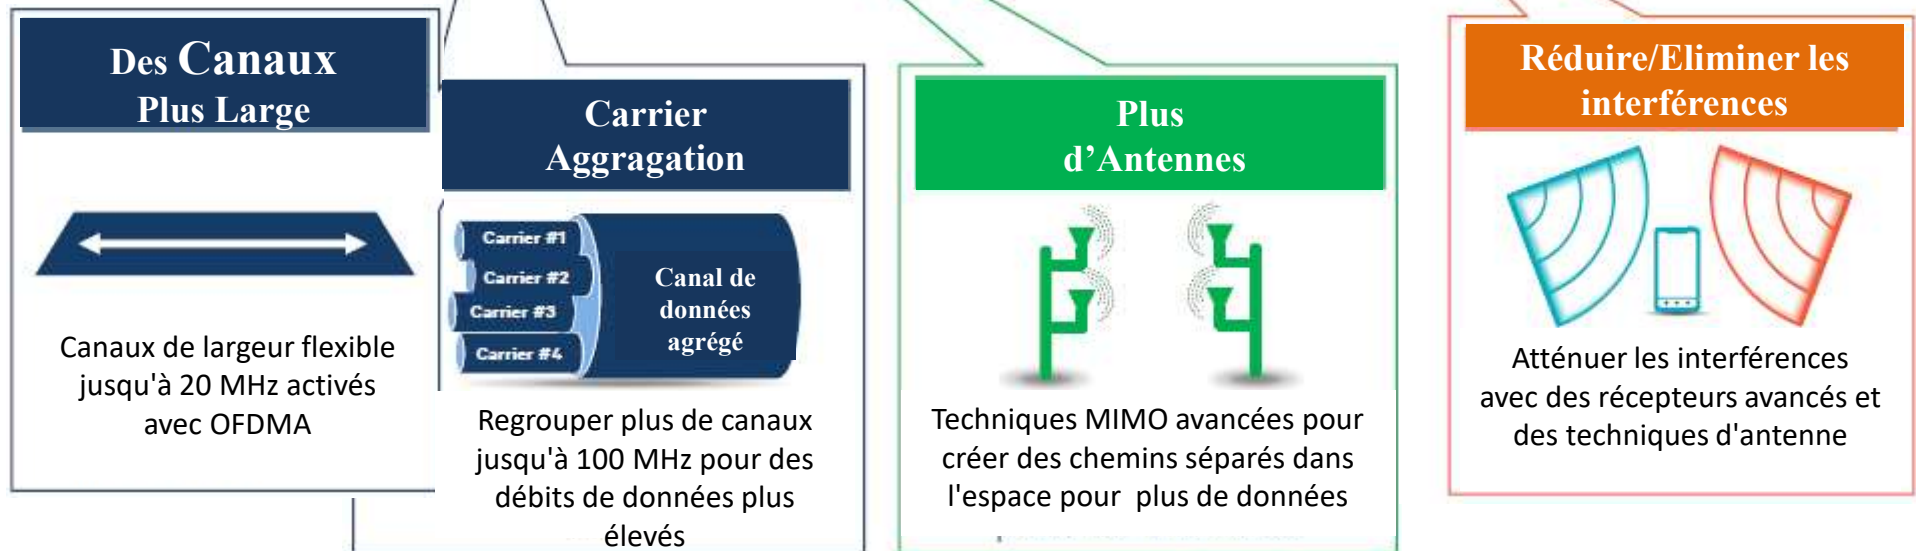 Des Canaux
Plus Large
Canaux de largeur flexible
jusqu'à 20 MHz activés
avec OFDMA
Carrier
Aggragation
Carrier #1
Carrier #2
Carrier #3
Carrier #4
Canal de
données
agrégé
Regrouper plus de canaux
jusqu'à 100 MHz pour des
débits de données plus
élevés
Plus
d’Antennes
Techniques MIMO avancées pour
créer des chemins séparés dans
l'espace pour plus de données
Réduire/Eliminer les
interférences
Atténuer les interférences
avec des récepteurs avancés et
des techniques d'antenne